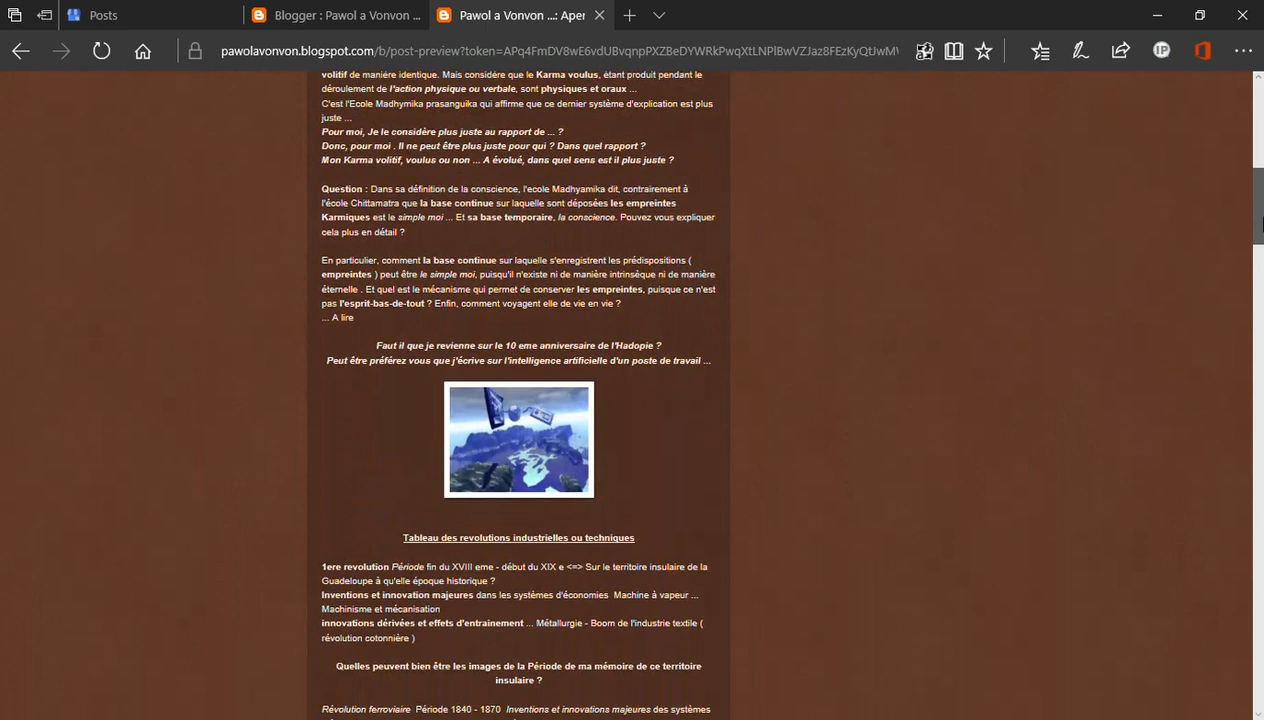 Posts
Blogger : Pawol a Vonvon ...
Pawol a Vonvon ...: Aper
pawolavonvon.blogspot.com/b/post-preview?token=
volitif de manière identique. Mais considére que le Karma voulus, étant produit pendant le
déroulement de l'action physique ou verbale, sont physiques et oraux ...
C'est l'Ecole Madhymika prasanguika qui affirme que ce dernier système d'explication est plus
juste ...
Pour moi, Je le considére plus juste au rapport de ... ?
Donc, pour moi . Il ne peut être plus juste pour qui ? Dans quel rapport ?
Mon Karma volitif, voulus ou non ... A évolué, dans quel sens est il plus juste ?
Question : Dans sa définition de la conscience, l'ecole Madhyamika dit, contrairement à
l'école Chittamatra que la base continue sur laquelle sont déposées les empreintes
Karmiques est le simple moi ... Et sa base temporaire, la conscience. Pouvez vous expliquer
cela plus en détail ?
En particulier, comment la base continue sur laquelle s'enregistrent les prédispositions (
empreintes ) peut être le simple moi, puisqu'il n'existe ni de manière intrinsèque ni de manière
éternelle . Et quel est le mécanisme qui permet de conserver les empreintes, puisque ce n'est
pas l'esprit-bas-de-tout ? Enfin, comment voyagent elle de vie en vie ?
... A lire
Faut il que je revienne sur le 10 eme anniversaire de l'Hadopie ?
Peut être préférez vous que j'écrive sur l'intelligence artificielle d'un poste de travail ...
Tableau des revolutions industrielles ou techniques
1ere revolution Période fin du XVIII eme - début du XIX e <=> Sur le territoire insulaire de la
Guadeloupe à qu'elle époque historique ?
Inventions et innovation majeures dans les systèmes d'économies Machine à vapeur ...
Machinisme et mécanisation
innovations dérivées et effets d'entrainement ... Métallurgie - Boom de l'industrie textile (
révolution cotonnière )
Quelles peuvent bien être les images de la Période de ma mémoire de ce territoire
insulaire ?
Révolution ferroviaire Période 1840 - 1870 Inventions et innovations majeures des systèmes